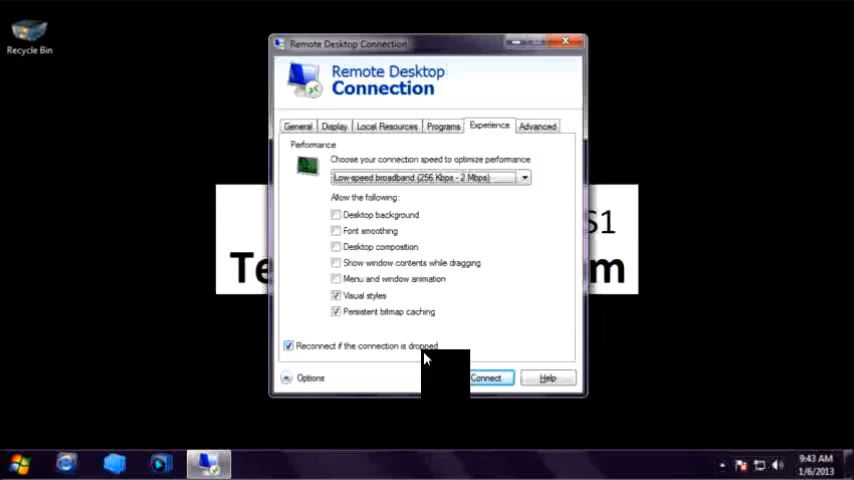 Recycle Bin
Remote Desktop Connection
Remote Desktop
Connection
General Display Local Resources Programs Experience Advanced
Performance
Choose your connection speed to optimize performance.
Low-speed broadband (256 Kbps - 2 Mbps)
Allow the following:
Desktop background
Font smoothing
Desktop composition
Show window contents while dragging
Menu and window animation
Visual styles
Persistent bitmap caching
Reconnect if the connection is dropped
Options Connect Help
S1
Te
m
9:43 AM
1/6/2013